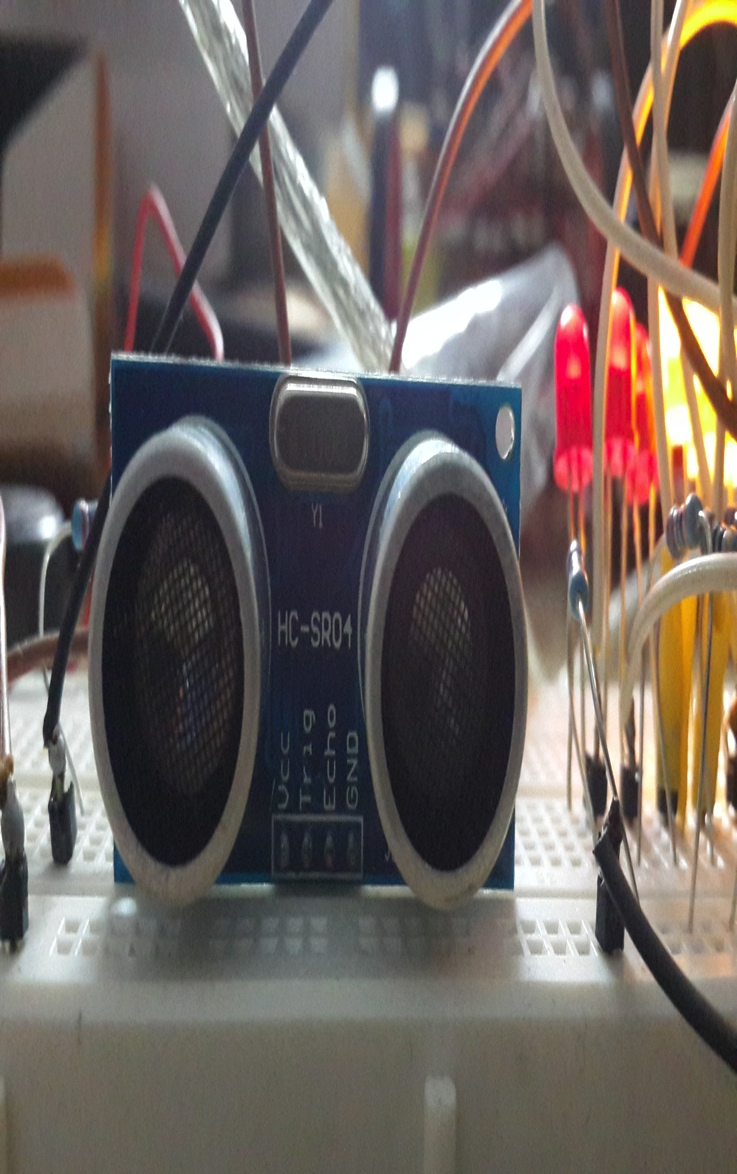 Y1
HC-SR04
Vcc
Trig
Echo
GND